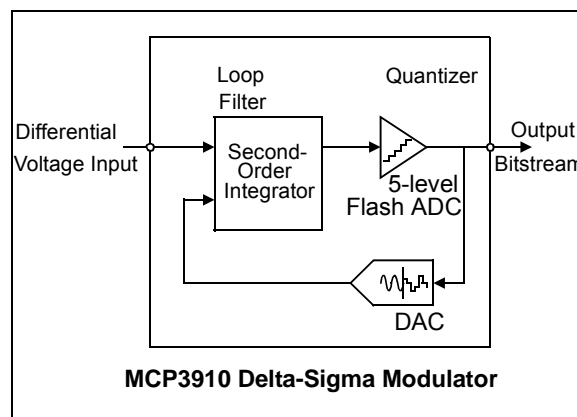 Loop
Filter
Quantizer
Differential
Voltage Input
Second-
Order
Integrator
Output
Bitstream
5-level
Flash ADC
DAC
MCP3910 Delta-Sigma Modulator